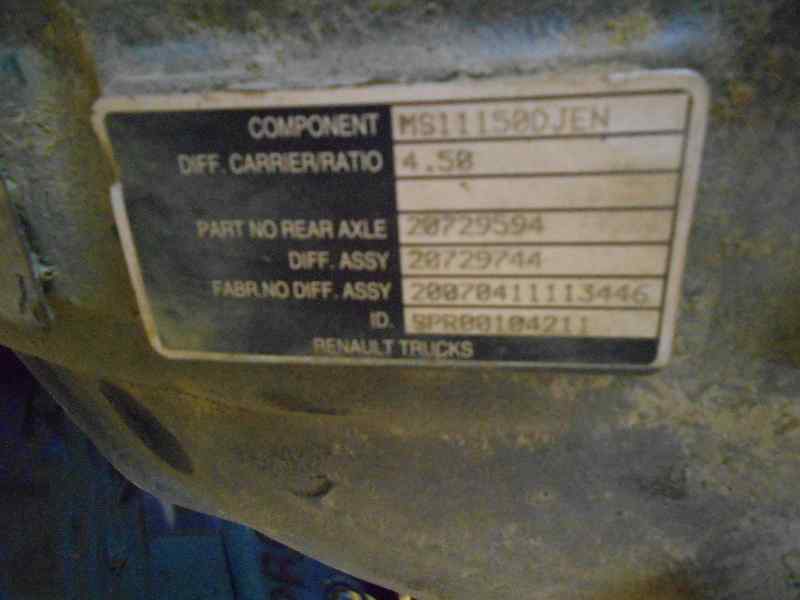 COMPONENT MS11150DJEN
DIFF. CARRIER/RATIO 4.50
PART NO REAR AXLE 20729594
DIFF. ASSY 20729744
FABR.NO DIFF. ASSY 20070411113446
ID. SPR00104211
RENAULT TRUCKS